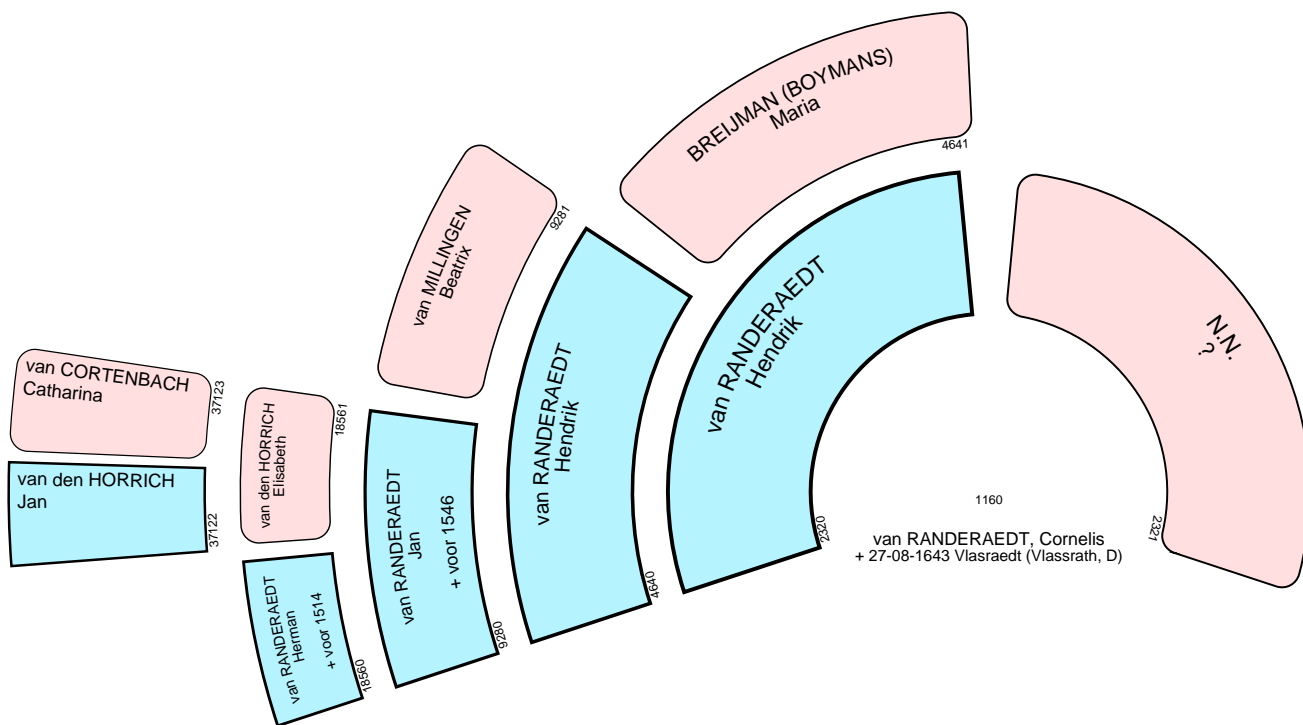 BREIJMAN (BOYMANS)
Maria
4641
van MILLINGEN
Beatrix
9281
van RANDERAEDT
Hendrik
2320
N.N.
?
2321
van RANDERAEDT
Hendrik
4640
van CORTENBACH
Catharina
37123
van den HORRICH
Jan
37122
van den HORRICH
Elisabeth
18561
van RANDERAEDT
Jan
+ voor 1546
9280
van RANDERAEDT
Herman
+ voor 1514
18560
1160
van RANDERAEDT, Cornelis
+ 27-08-1643 Vlasraedt (Vlassrath, D)